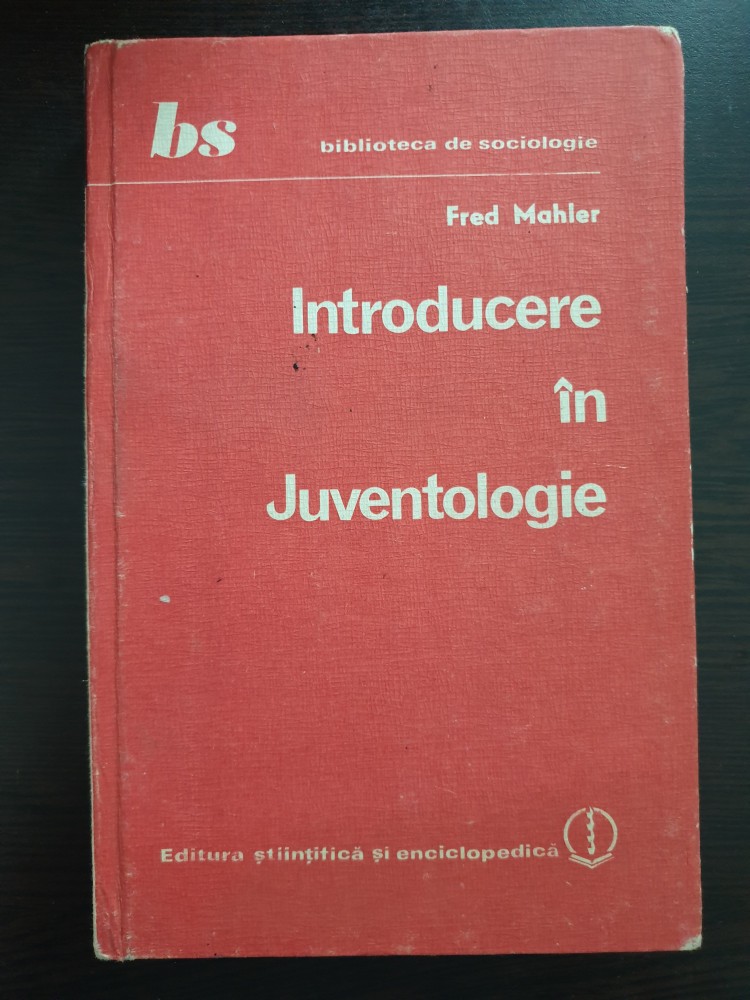 bs
biblioteca de sociologie
Fred Mahler
Introducere
în
Juventologie
Editura științifică și enciclopedică